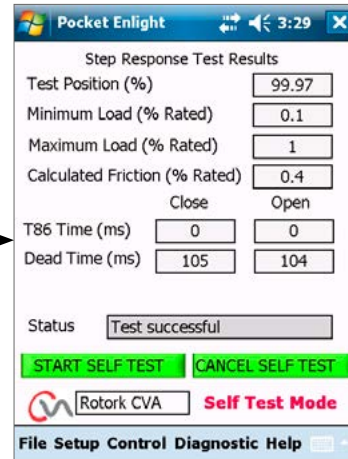 Pocket Enlight 3:29
Step Response Test Results
Test Position (%) 99.97
Minimum Load (% Rated) 0.1
Maximum Load (% Rated) 1
Calculated Friction (% Rated) 0.4
Close Open
T86 Time (ms) 0 0
Dead Time (ms) 105 104
Status Test successful
START SELF TEST CANCEL SELF TEST
Rotork CVA Self Test Mode
File Setup Control Diagnostic Help